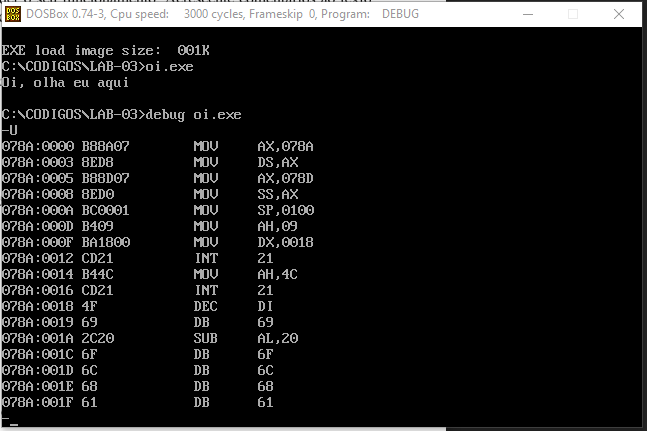 DOSBox 0.74-3, Cpu speed: 3000 cycles, Frameskip 0, Program: DEBUG
EXE load image size: 001K
C:\CODIGOS\LAB-03>oi.exe
Oi, olha eu aqui
C:\CODIGOS\LAB-03>debug oi.exe
-U
078A:0000 B88A07 MOV AX,078A
078A:0003 8ED8 MOV DS,AX
078A:0005 B88D07 MOV AX,078D
078A:0008 8ED0 MOV SS,AX
078A:000A BC0001 MOV SP,0100
078A:000D B409 MOV AH,09
078A:000F BA1800 MOV DX,0018
078A:0012 CD21 INT 21
078A:0014 B44C MOV AH,4C
078A:0016 CD21 INT 21
078A:0018 4F DEC DI
078A:0019 69 DB 69
078A:001A 2C20 SUB AL,20
078A:001C 6F DB 6F
078A:001D 6C DB 6C
078A:001E 68 DB 68
078A:001F 61 DB 61
-_